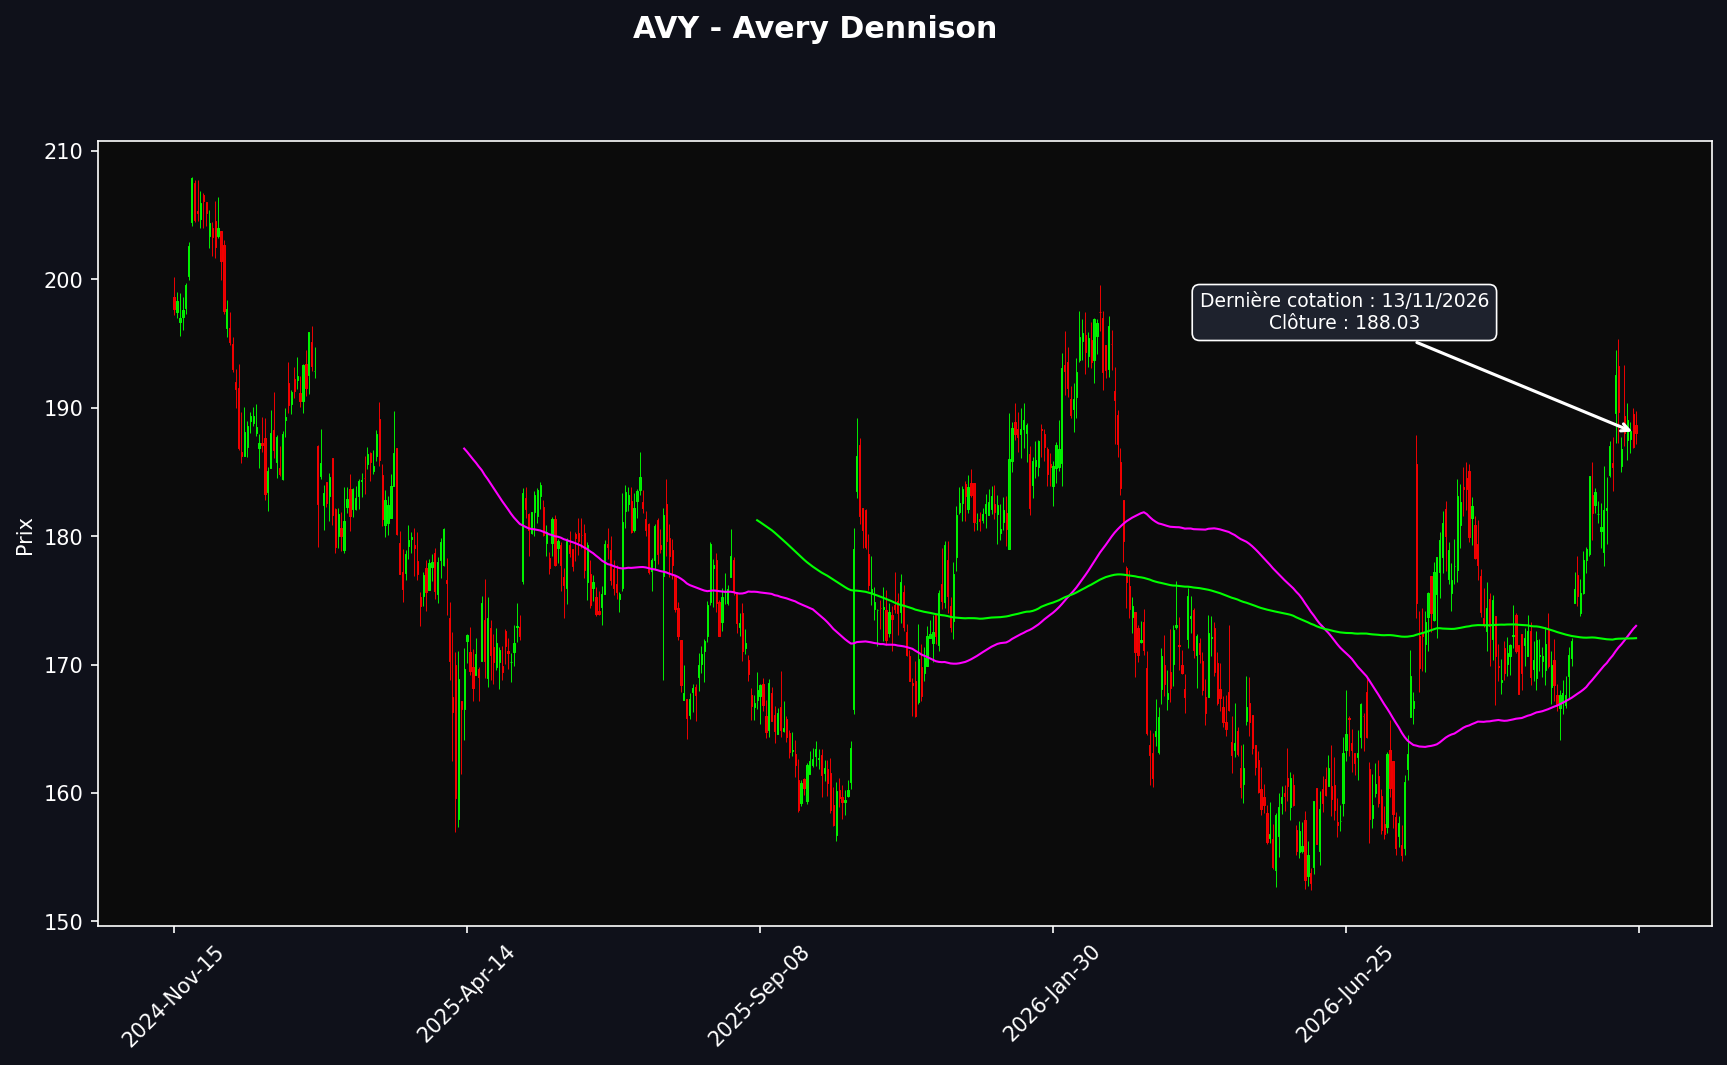 AVY - Avery Dennison
210
200
190
180
170
160
150
Prix
Dernière cotation : 13/11/2026
Clôture : 188.03
2024-Nov-15
2025-Apr-14
2025-Sep-08
2026-Jan-30
2026-Jun-25